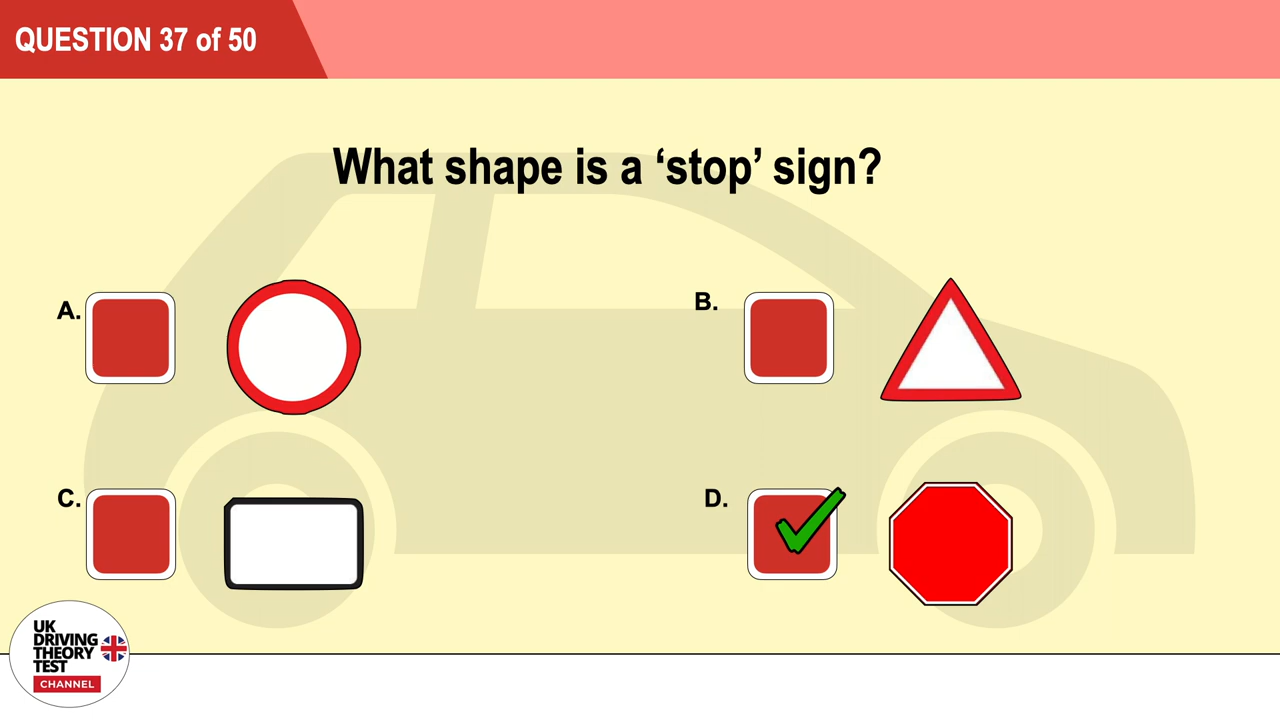 QUESTION 37 of 50
What shape is a ‘stop’ sign?
A.
B.
C.
D.
UK
DRIVING
THEORY
TEST
CHANNEL